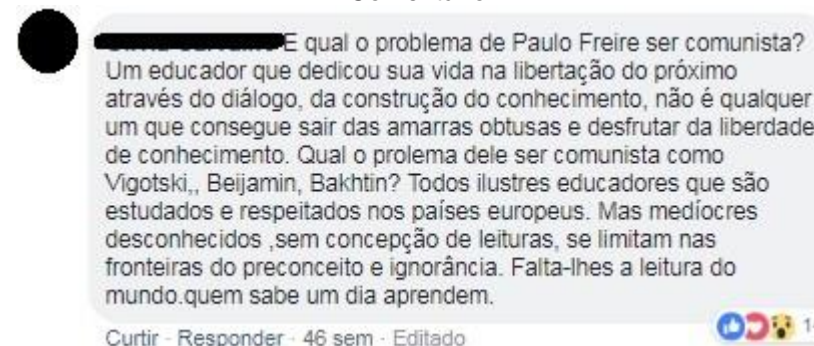 E qual o problema de Paulo Freire ser comunista?
Um educador que dedicou sua vida na libertação do próximo
através do diálogo, da construção do conhecimento, não é qualquer
um que consegue sair das amarras obtusas e desfrutar da liberdade
de conhecimento. Qual o prolema dele ser comunista como
Vigotski,, Beijamin, Bakhtin? Todos ilustres educadores que são
estudados e respeitados nos países europeus. Mas medíocres
desconhecidos ,sem concepção de leituras, se limitam nas
fronteiras do preconceito e ignorância. Falta-lhes a leitura do
mundo.quem sabe um dia aprendem.
Curtir · Responder · 46 sem · Editado